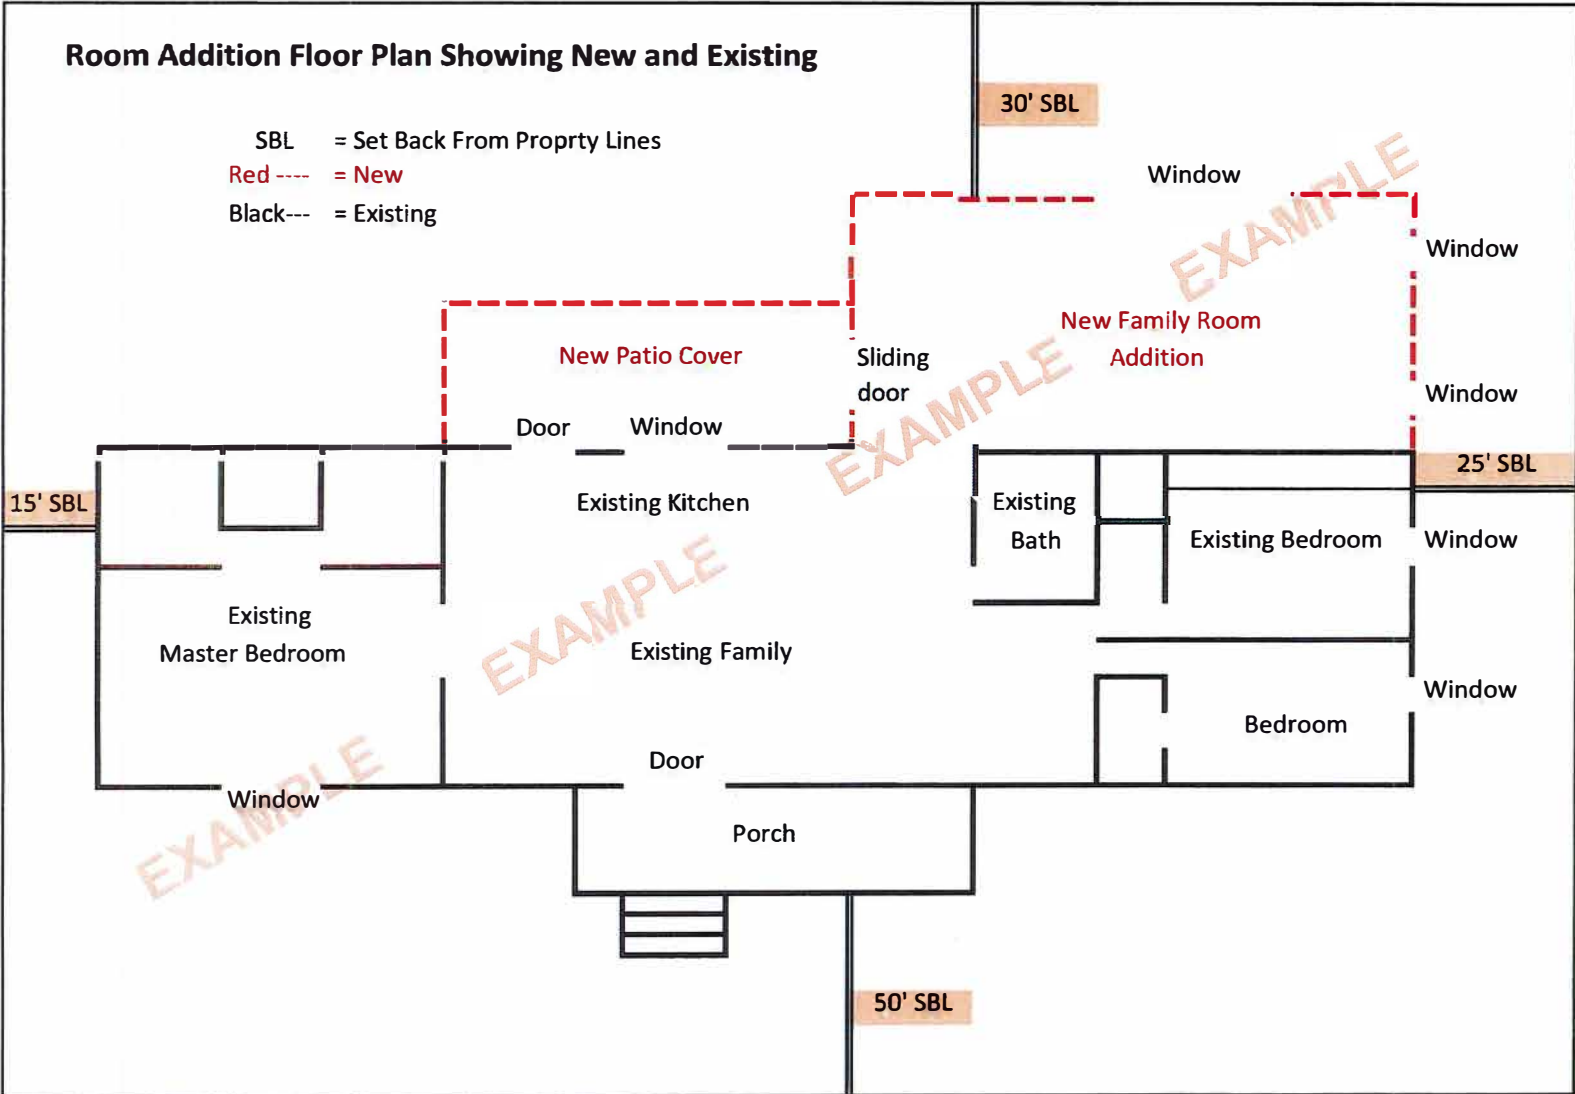 Room Addition Floor Plan Showing New and Existing
SBL = Set Back From Proprty Lines
Red ---- = New
Black--- = Existing
30' SBL
Window
EXAMPLE
Window
New Family Room
Addition
New Patio Cover
Sliding
door
EXAMPLE
Window
Door
Window
25' SBL
15' SBL
Existing Kitchen
Existing
Bath
Existing Bedroom
Window
EXAMPLE
Existing
Master Bedroom
Existing Family
Window
Bedroom
Door
EXAMPLE
Window
Porch
50' SBL